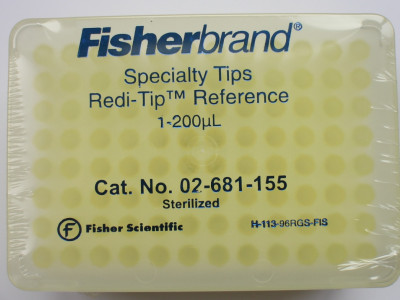 Fisherbrand®
Specialty Tips
Redi-Tip™ Reference
1-200µL
Cat. No. 02-681-155
Sterilized
F Fisher Scientific
H-113-96RGS-FIS